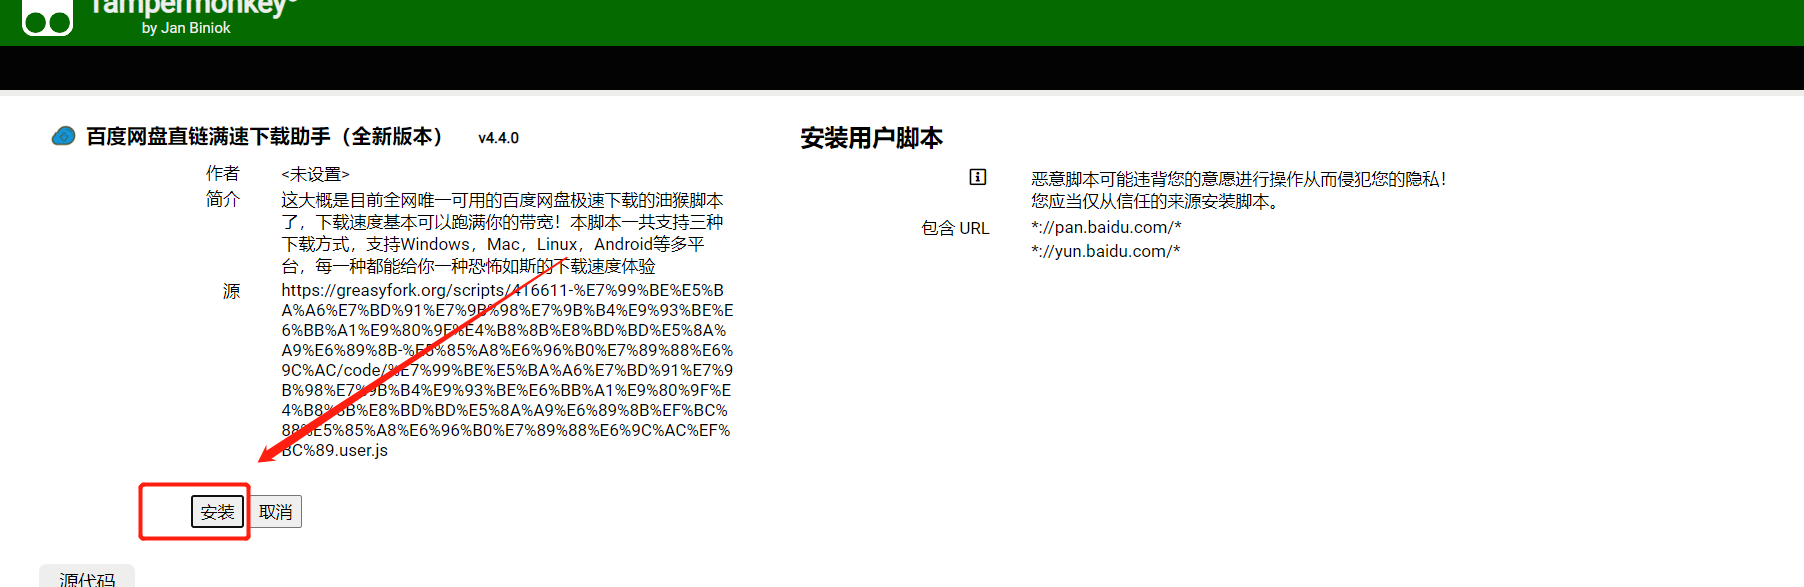 Tampermonkey®
by Jan Biniok
百度网盘直链满速下载助手（全新版本） v4.4.0
作者 <未设置>
简介 这大概是目前全网唯一可用的百度网盘极速下载的油猴脚本
了，下载速度基本可以跑满你的带宽！本脚本一共支持三种
下载方式，支持Windows，Mac，Linux，Android等多平
台，每一种都能给你一种恐怖如斯的下载速度体验
源 https://greasyfork.org/scripts/416611-%E7%99%BE%E5%B
A%A6%E7%BD%91%E7%9B%98%E7%9B%B4%E9%93%BE%E
6%BB%A1%E9%80%9F%E4%B8%8B%E8%BD%BD%E5%8A%
A9%E6%89%8B-%E5%85%A8%E6%96%B0%E7%89%88%E6%
9C%AC/code/%E7%99%BE%E5%BA%A6%E7%BD%91%E7%9
B%98%E7%9B%B4%E9%93%BE%E6%BB%A1%E9%80%9F%E
4%B8%8B%E8%BD%BD%E5%8A%A9%E6%89%8B%EF%BC%
88%E5%85%A8%E6%96%B0%E7%89%88%E6%9C%AC%EF%
BC%89.user.js
安装 取消
源代码
安装用户脚本
恶意脚本可能违背您的意愿进行操作从而侵犯您的隐私！
您应当仅从信任的来源安装脚本。
包含 URL *://pan.baidu.com/*
*://yun.baidu.com/*